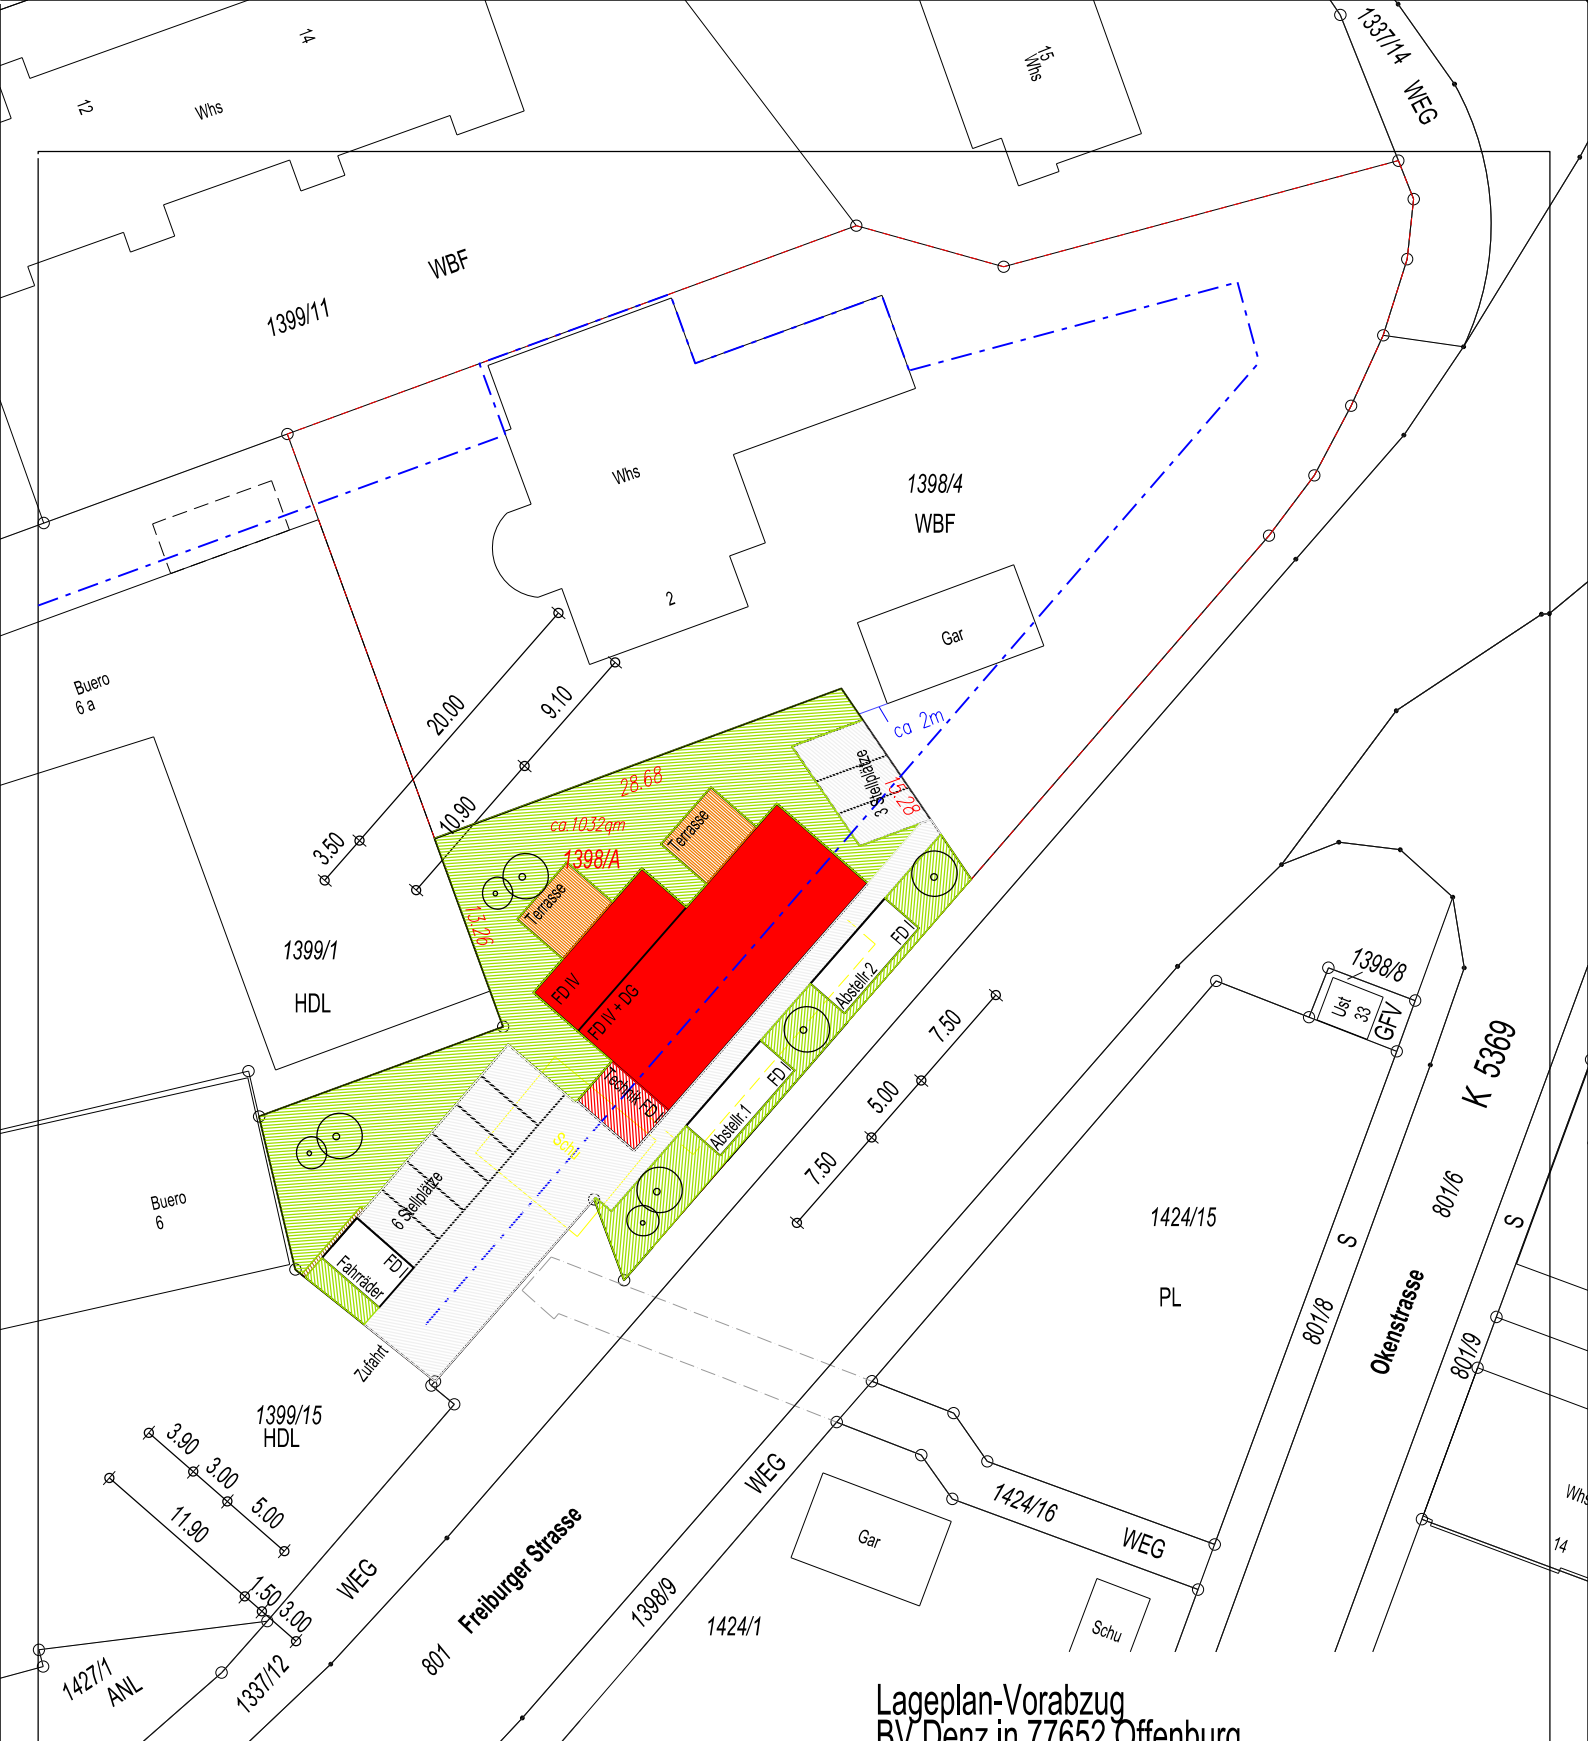 14
12
Whs
15
Whs
1337/14
WEG
WBF
1399/11
Whs
1398/4
WBF
2
Gar
Buero
6 a
20.00
9.10
ca 2m
3 Stellplätze
15.28
28.68
ca.1032qm
1398/A
Terrasse
Terrasse
3.50
10.90
13.26
1399/1
HDL
FD IV
FD IV + DG
Technik FD I
Abstellr.2
FD I
Abstellr.1
FD I
Schu
7.50
5.00
7.50
1398/8
Ust
33
GFV
K 5369
Buero
6
6 Stellplätze
FD I
Fahrräder
Zufahrt
1424/15
PL
801/6
S
S
801/8
Okenstrasse
801/9
1399/15
HDL
3.90
3.00
5.00
11.90
1.50
3.00
WEG
Freiburger Strasse
801
1337/12
1427/1
ANL
WEG
1398/9
Gar
1424/1
1424/16
WEG
Schu
Whs
14
Lageplan-Vorabzug
BV Denz in 77652 Offenburg